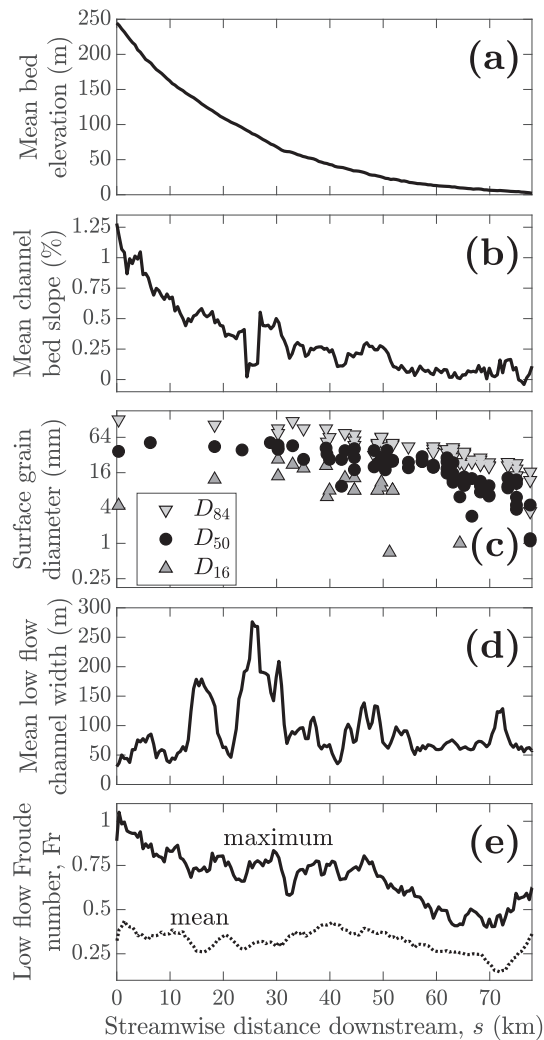 250
200
150
100
50
0
Mean bed
elevation (m)
(a)
1.25
1
0.75
0.5
0.25
0
Mean channel
bed slope (%)
(b)
64
16
4
1
0.25
Surface grain
diameter (mm)
D84
D50
D16
(c)
300
250
200
150
100
50
0
Mean low flow
channel width (m)
(d)
1
0.75
0.5
0.25
Low flow Froude
number, Fr
maximum
mean
(e)
0 10 20 30 40 50 60 70
Streamwise distance downstream, s (km)